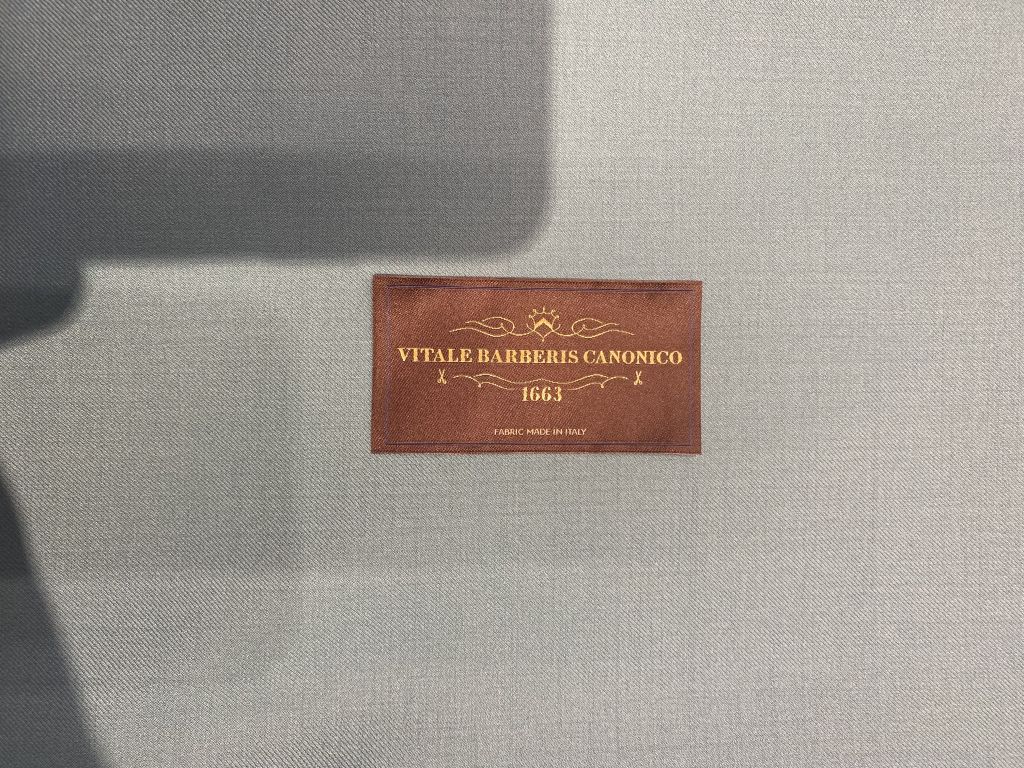 VITALE BARBERIS CANONICO
1663
FABRIC MADE IN ITALY